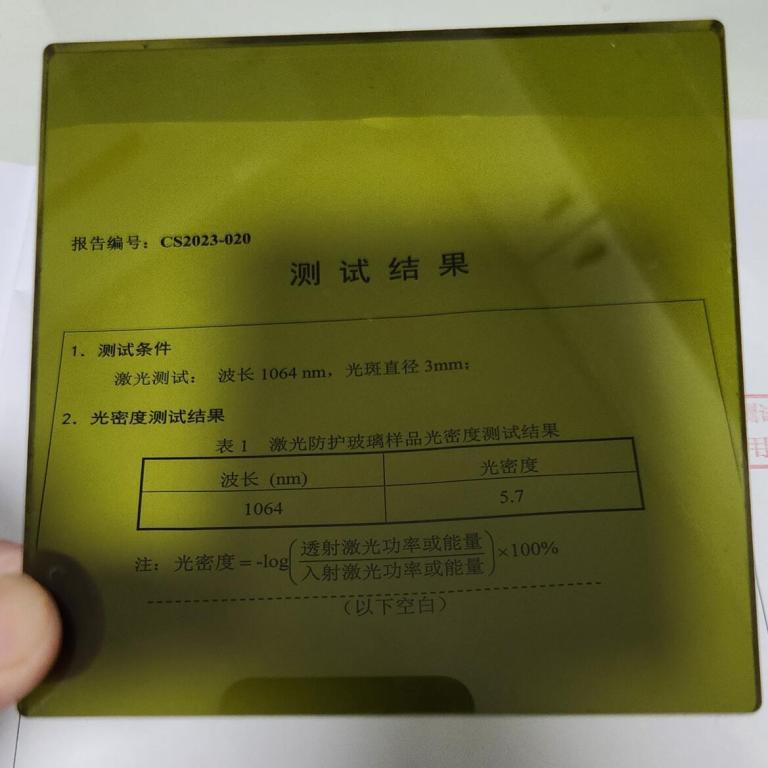 报告编号：CS2023-020
测 试 结 果
1. 测试条件
激光测试： 波长 1064 nm，光斑直径 3mm；
2. 光密度测试结果
表 1 激光防护玻璃样品光密度测试结果
波长 (nm) 光密度
1064 5.7
注：光密度 = -log(透射激光功率或能量/入射激光功率或能量)×100%
（以下空白）